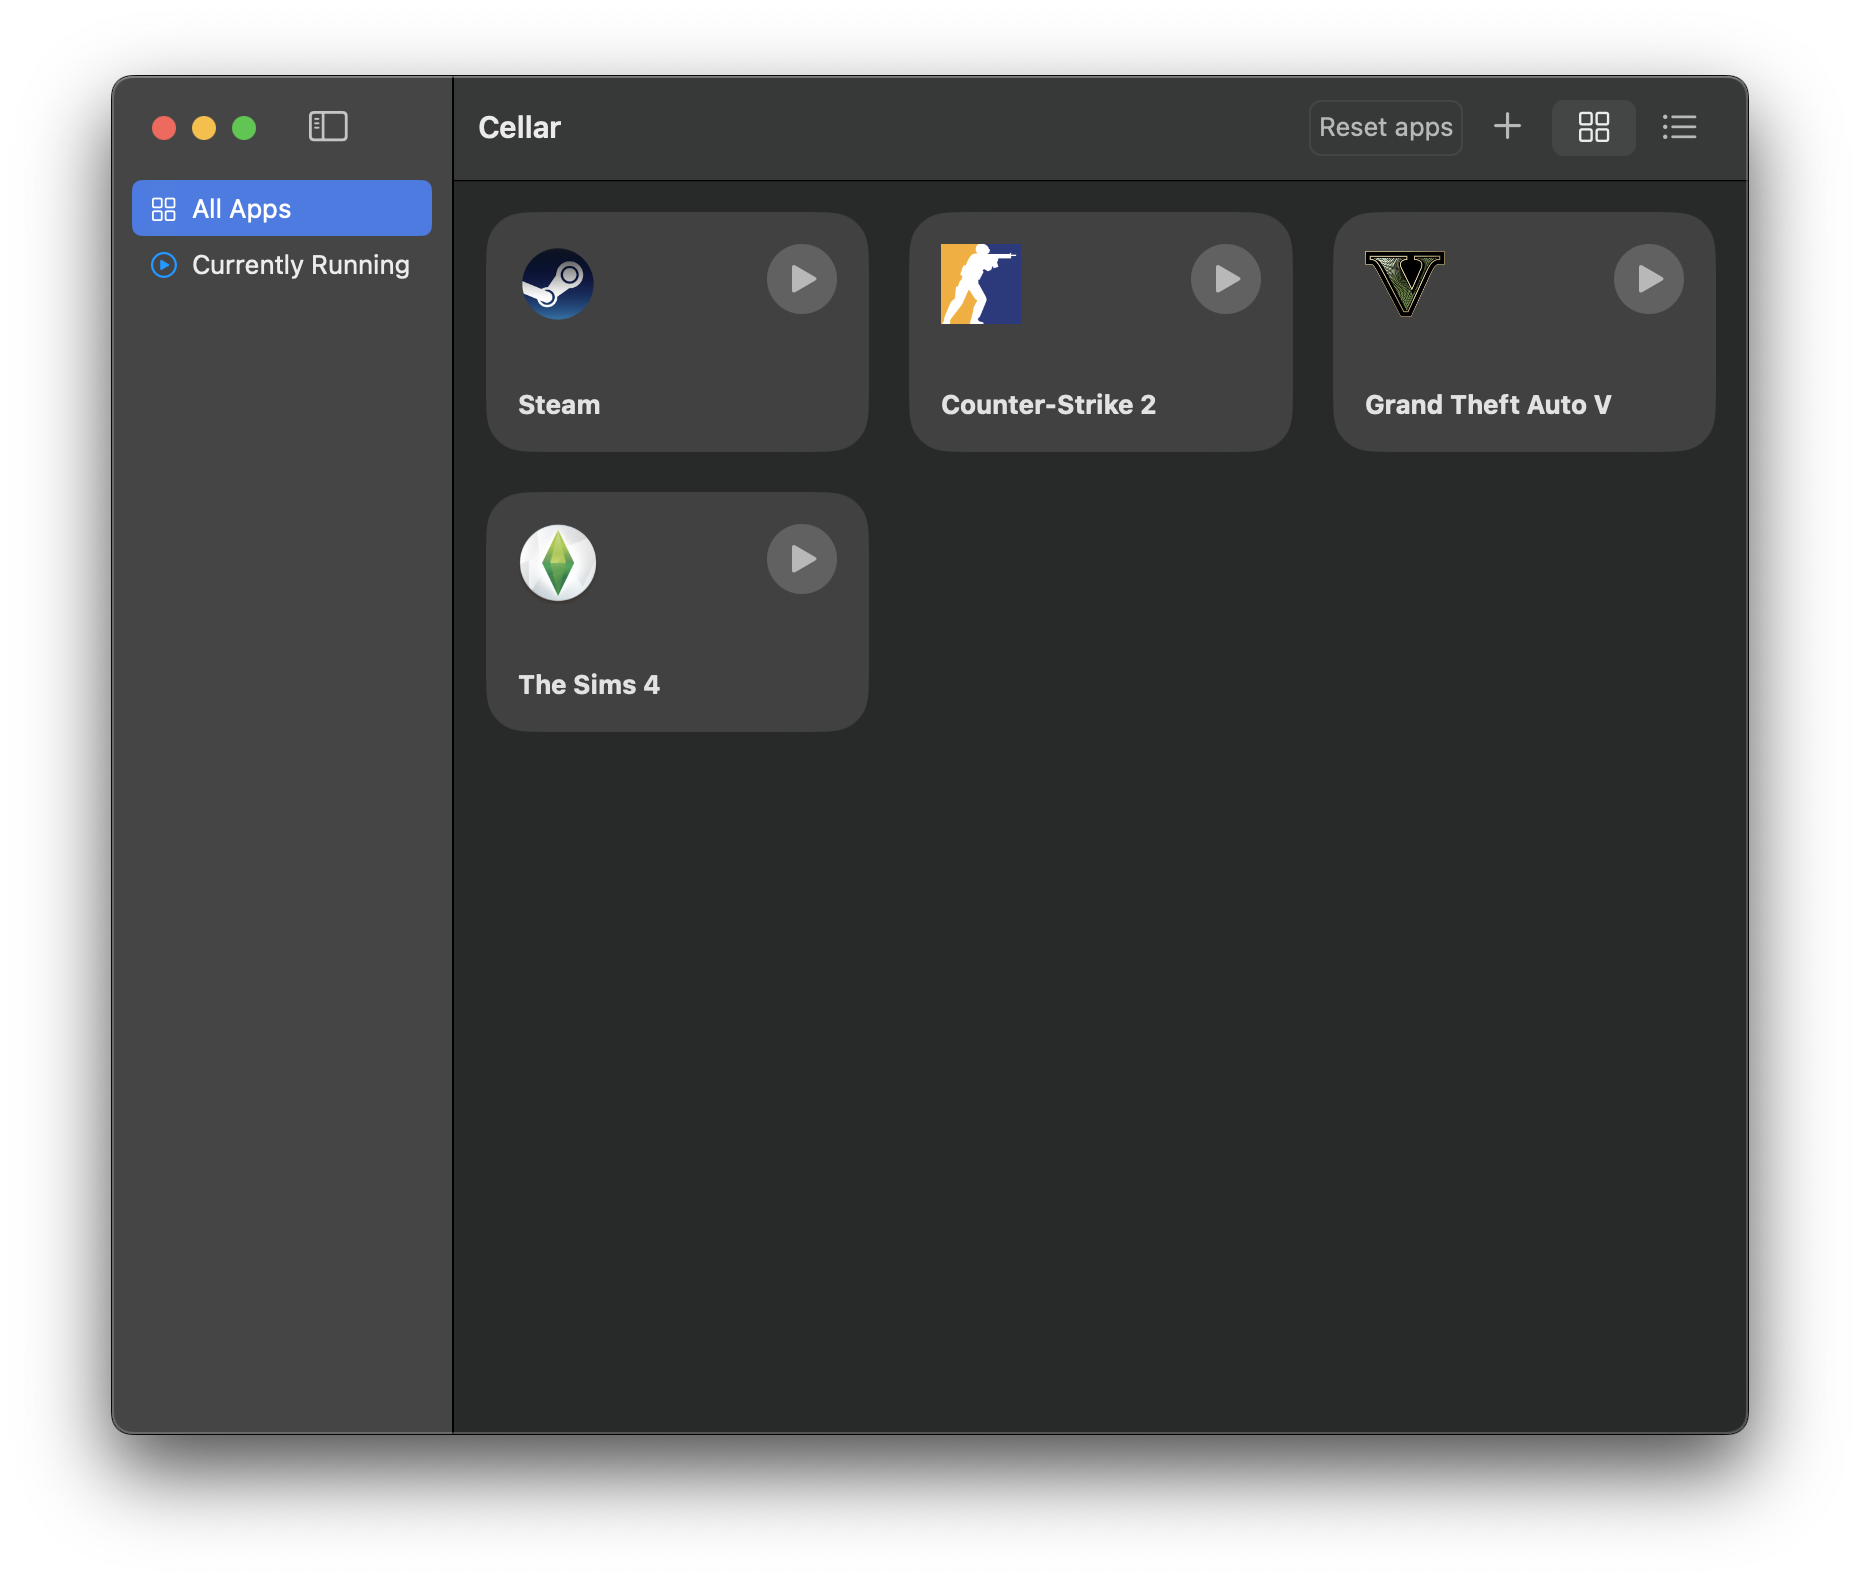 Cellar
Reset apps
All Apps
Currently Running
Steam
Counter-Strike 2
Grand Theft Auto V
The Sims 4